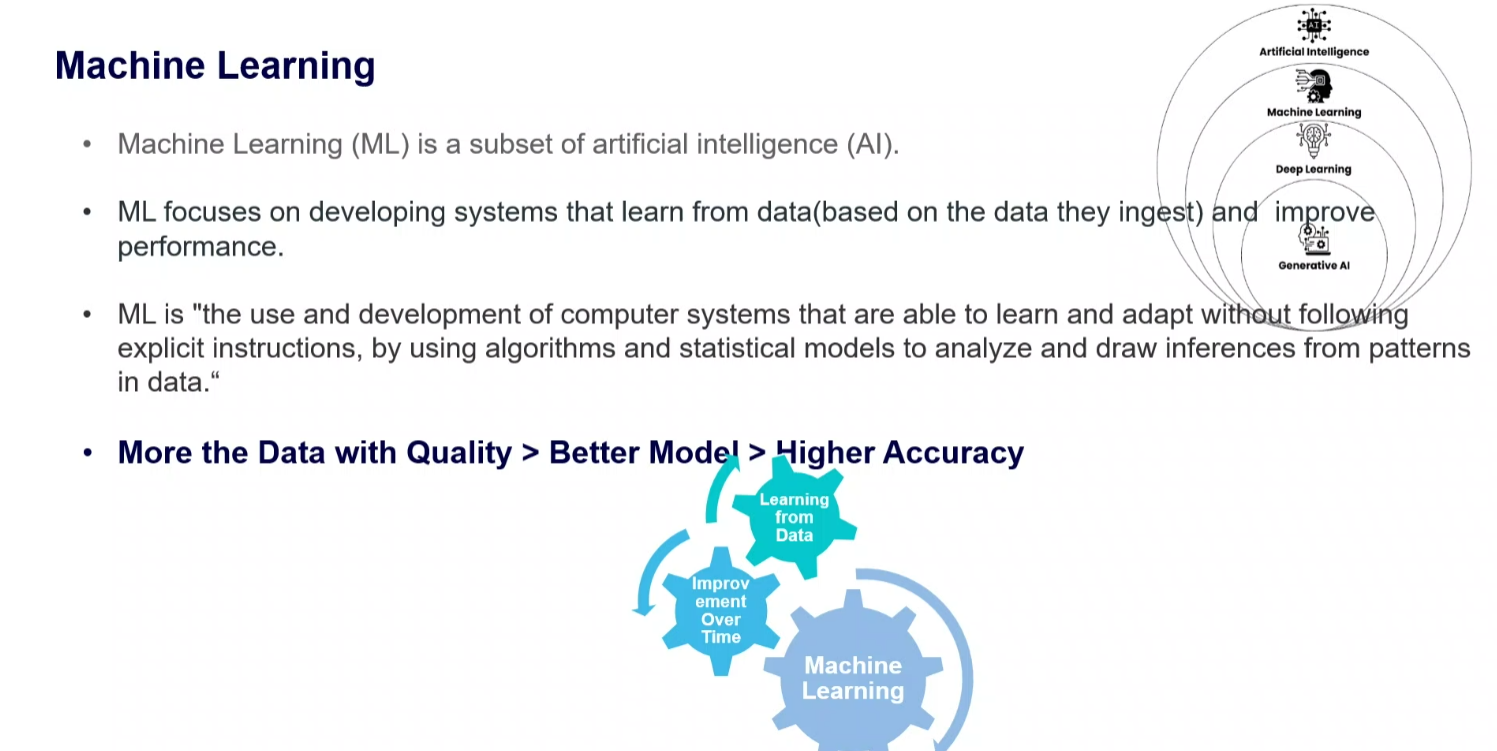 Machine Learning
• Machine Learning (ML) is a subset of artificial intelligence (AI).
• ML focuses on developing systems that learn from data(based on the data they ingest) and  improve
performance.
• ML is "the use and development of computer systems that are able to learn and adapt without following
explicit instructions, by using algorithms and statistical models to analyze and draw inferences from patterns
in data.“
• More the Data with Quality > Better Model > Higher Accuracy
AI
Artificial Intelligence
Machine Learning
Deep Learning
Generative AI
Learning
from
Data
Improv
ement
Over
Time
Machine
Learning